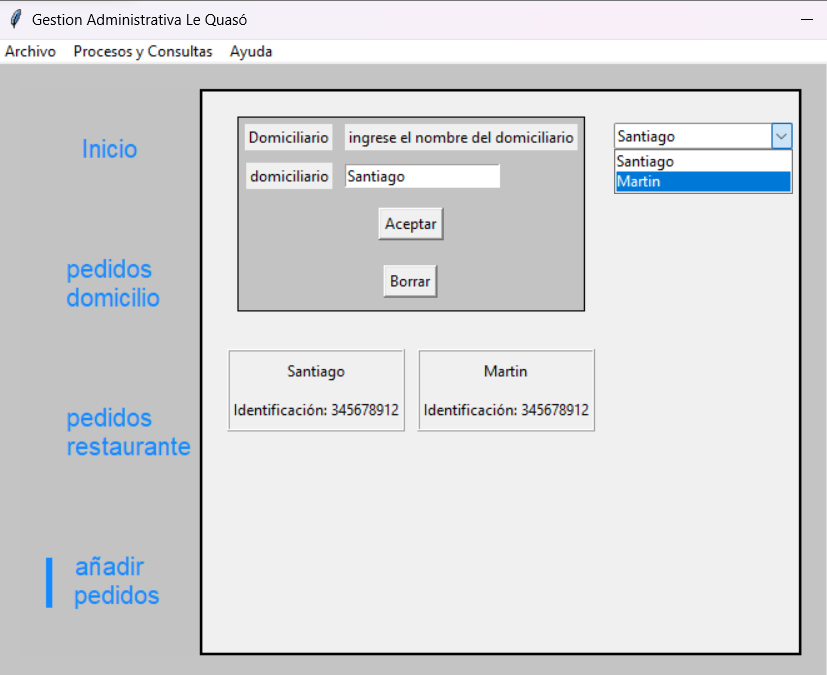 Gestion Administrativa Le Quasó
Archivo Procesos y Consultas Ayuda
Inicio
pedidos
domicilio
pedidos
restaurante
añadir
pedidos
Domiciliario ingrese el nombre del domiciliario
domiciliario Santiago
Aceptar
Borrar
Santiago
Santiago
Martin
Santiago
Identificación: 345678912
Martin
Identificación: 345678912